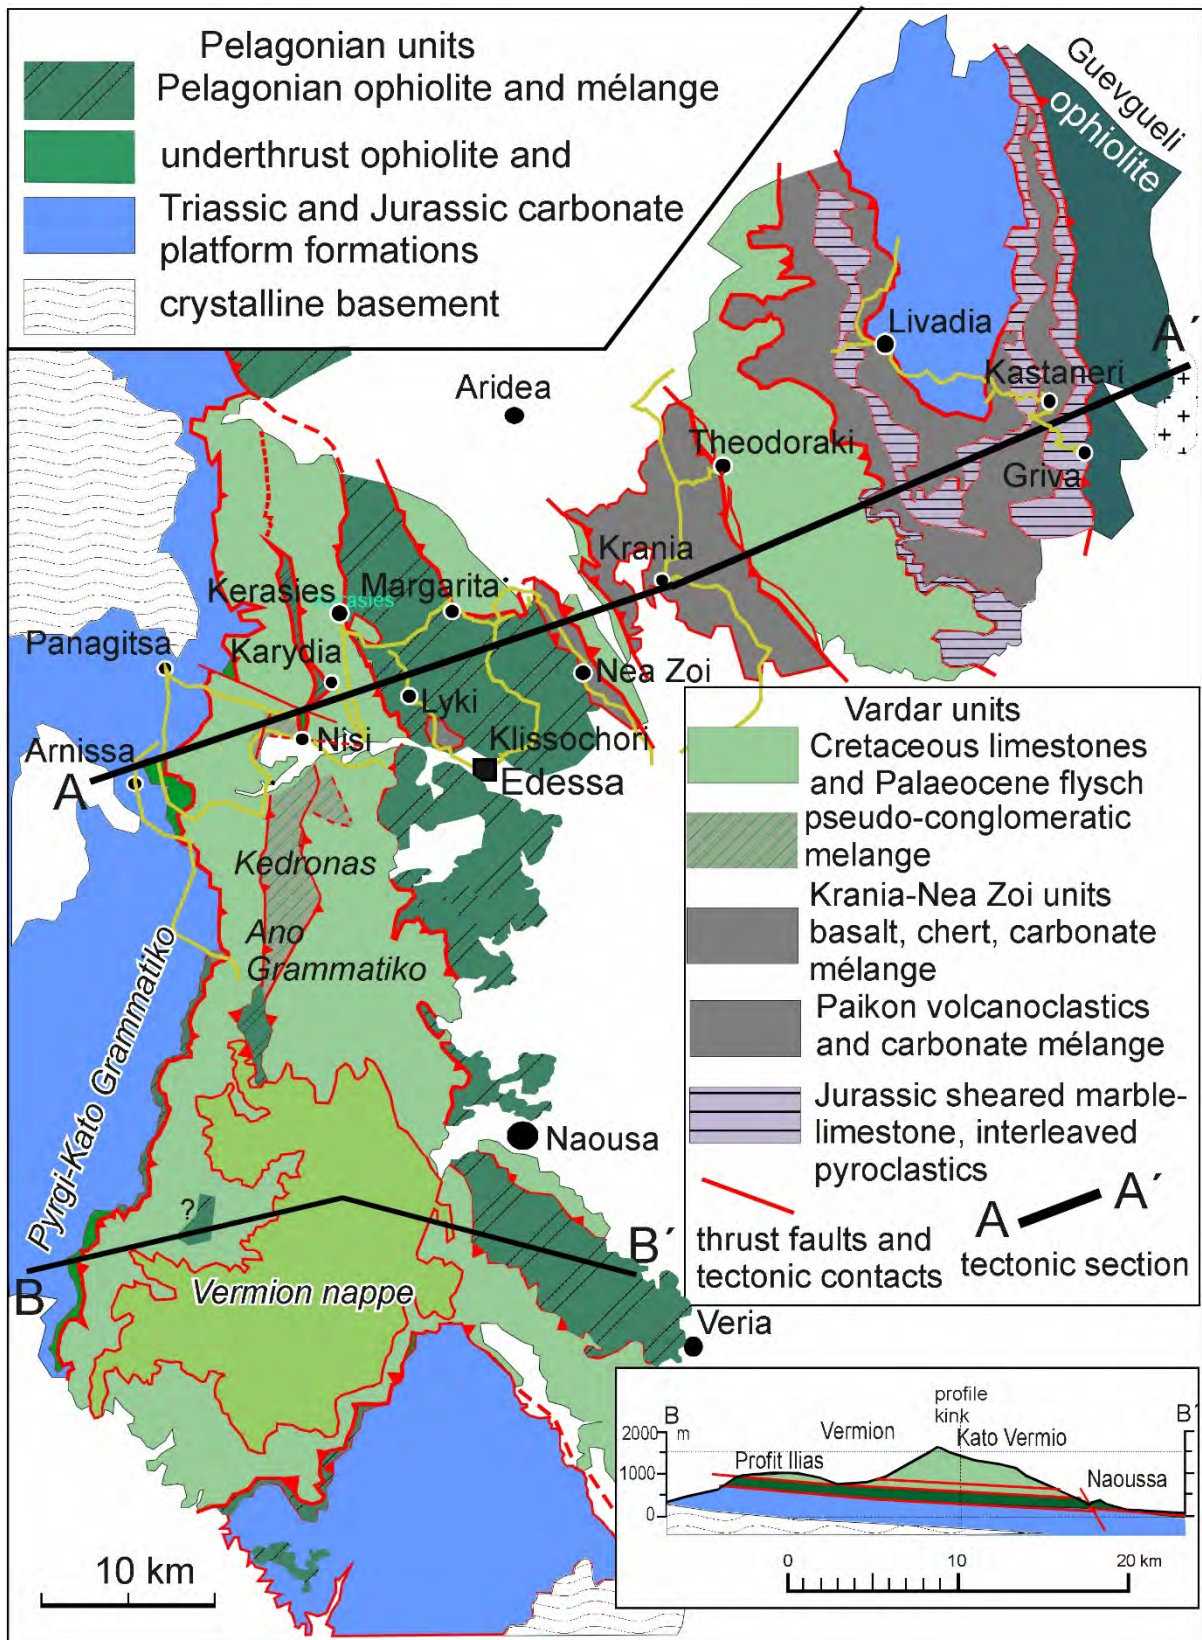 Pelagonian units
Pelagonian ophiolite and mélange
underthrust ophiolite and
Triassic and Jurassic carbonate
platform formations
crystalline basement
Guevgueli
ophiolite
Livadia
Kastaneri
A´
Aridea
Theodoraki
Griva
Krania
Kerasies
Margarita
Panagitsa
Karydia
Nea Zoi
Lyki
Arnissa
Nisi
Klissochori
A
Edessa
Kedronas
Ano
Grammatiko
Pyrgi-Kato Grammatiko
Naousa
?
B
B´
Vermion nappe
Veria
10 km
Vardar units
Cretaceous limestones
and Palaeocene flysch
pseudo-conglomeratic
melange
Krania-Nea Zoi units
basalt, chert, carbonate
mélange
Paikon volcanoclastics
and carbonate mélange
Jurassic sheared marble-
limestone, interleaved
pyroclastics
A A´
thrust faults and
tectonic contacts
tectonic section
B
B´
profile
kink
2000 m
Vermion
Kato Vermio
Profit Ilias
1000
Naoussa
0
0 10 20 km